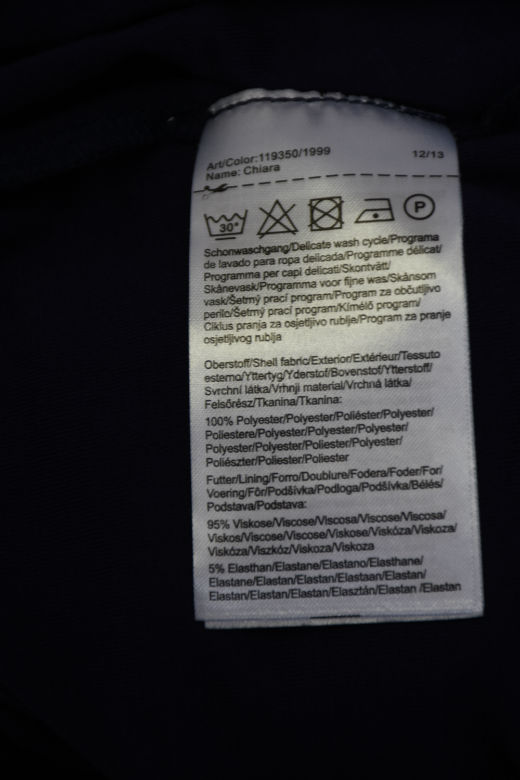 Art/Color:119350/1999 12/13
Name: Chiara
30°
P
Schonwaschgang/Delicate wash cycle/Programa
de lavado para ropa delicada/Programme délicat/
Programma per capi delicati/Skontvätt/
Skånevask/Programma voor fijne was/Skånsom
vask/Šetrný prací program/Program za občutljivo
perilo/Šetrný prací program/Kímélő program/
Ciklus pranja za osjetljivo rublje/Program za pranje
osjetljivog rublja
Oberstoff/Shell fabric/Exterior/Extérieur/Tessuto
esterno/Yttertyg/Yderstof/Bovenstof/Ytterstoff/
Svrchní látka/Vrhnji material/Vrchná látka/
Felsőrész/Tkanina/Tkanina:
100% Polyester/Polyester/Poliéster/Polyester/
Poliestere/Polyester/Polyester/Polyester/
Polyester/Polyester/Poliester/Polyester/
Poliészter/Poliester/Poliester
Futter/Lining/Forro/Doublure/Fodera/Foder/For/
Voering/Fôr/Podšívka/Podloga/Podšívka/Bélés/
Podstava/Podstava:
95% Viskose/Viscose/Viscosa/Viscose/Viscosa/
Viskos/Viscose/Viscose/Viskose/Viskóza/Viskoza/
Viskóza/Viszkóz/Viskoza/Viskoza
5% Elasthan/Elastane/Elastano/Elasthane/
Elastane/Elastan/Elastan/Elastaan/Elastan/
Elastan/Elastan/Elastan/Elasztán/Elastan /Elastan